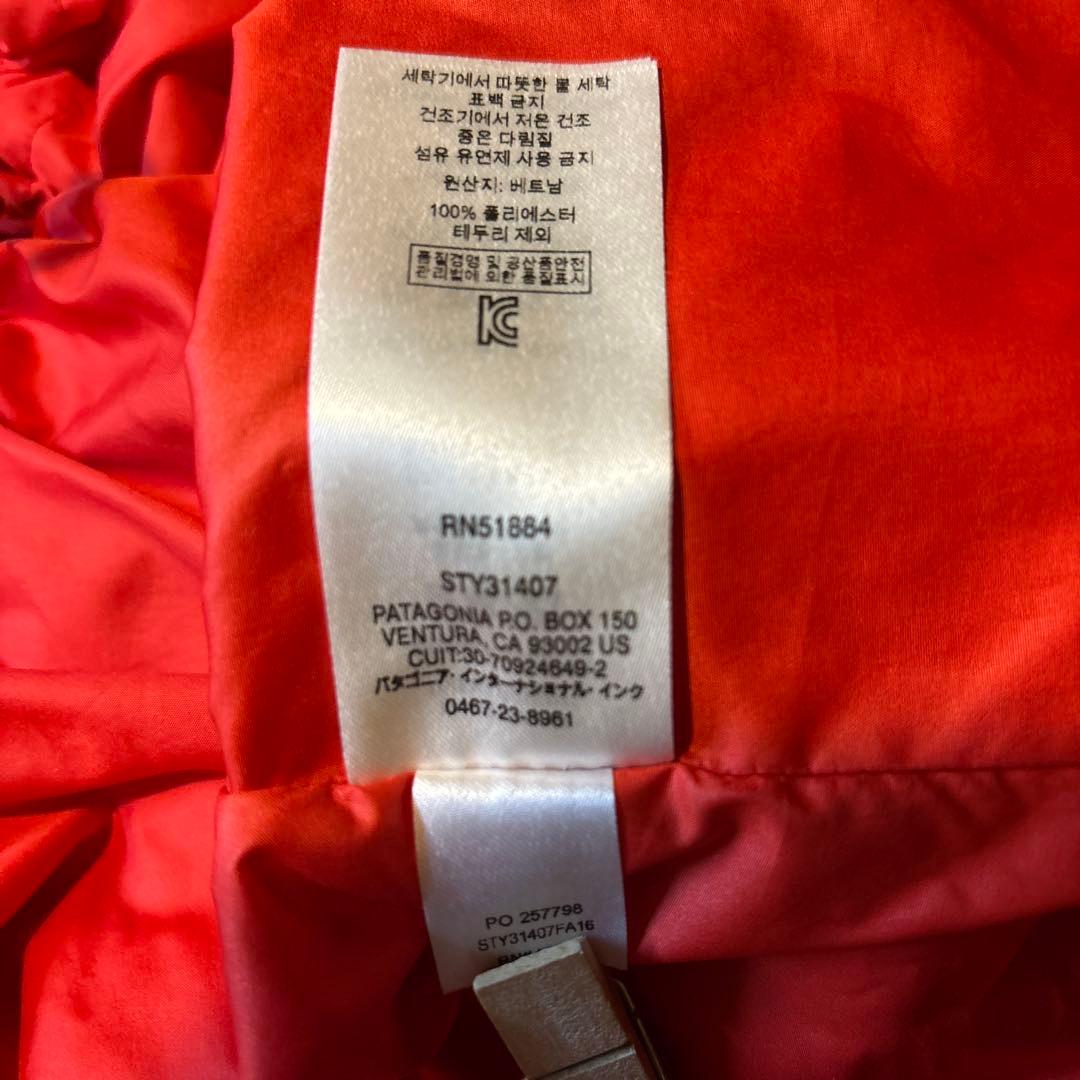 세탁기에서 따뜻한 물 세탁
표백 금지
건조기에서 저온 건조
중온 다림질
섬유 유연제 사용 금지
원산지: 베트남
100% 폴리에스터
테두리 제외
품질경영 및 공산품안전
관리법에 의한 품질표시
KC
RN51884
STY31407
PATAGONIA P.O. BOX 150
VENTURA, CA 93002 US
CUIT:30-70924649-2
パタゴニア・インターナショナル・インク
0467-23-8961
PO 257798
STY31407FA16